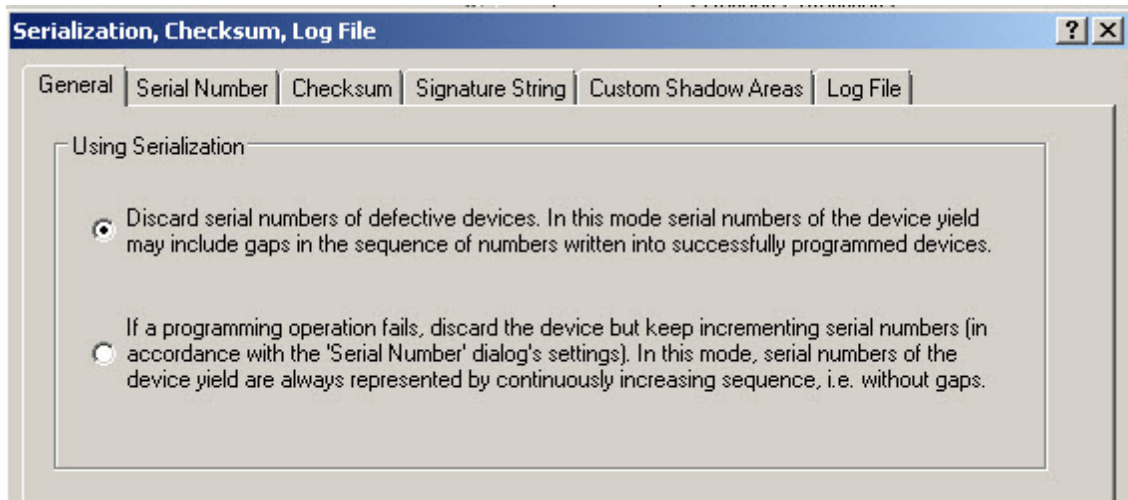 Serialization, Checksum, Log File
General
Serial Number
Checksum
Signature String
Custom Shadow Areas
Log File
Using Serialization
Discard serial numbers of defective devices. In this mode serial numbers of the device yield
may include gaps in the sequence of numbers written into successfully programmed devices.
If a programming operation fails, discard the device but keep incrementing serial numbers (in
accordance with the 'Serial Number' dialog's settings). In this mode, serial numbers of the
device yield are always represented by continuously increasing sequence, i.e. without gaps.